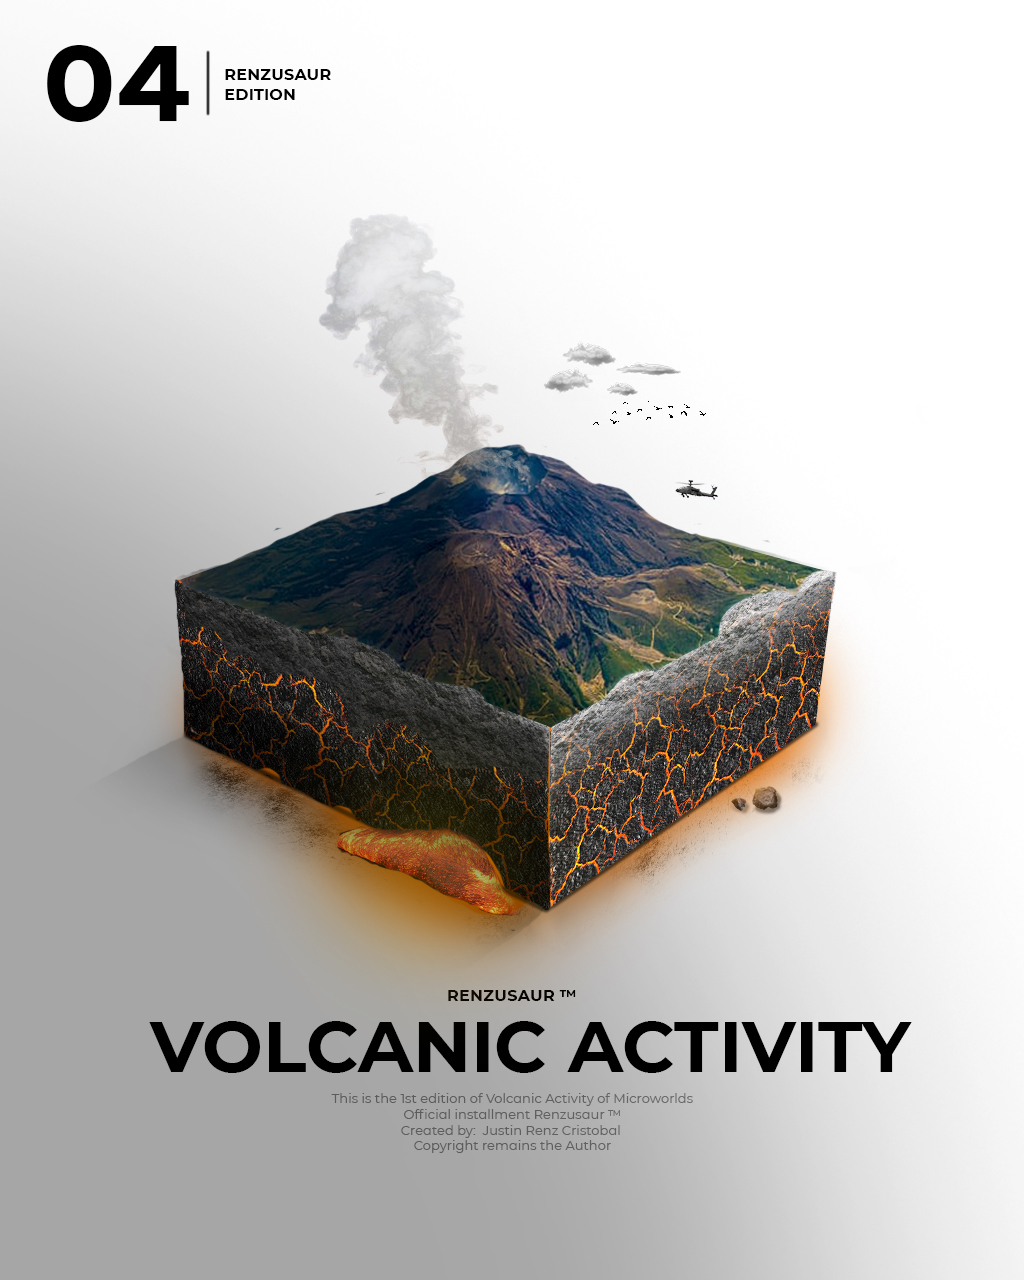 04
RENZUSAUR
EDITION
RENZUSAUR ™
VOLCANIC ACTIVITY
This is the 1st edition of Volcanic Activity of Microworlds
Official installment Renzusaur ™
Created by:  Justin Renz Cristobal
Copyright remains the Author